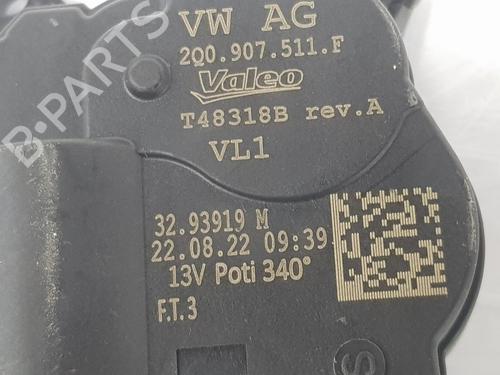 VW AG
2Q0.907.511.F
Valeo
T48318B rev.A
VL1
32.93919 M
22.08.22 09:39
13V Poti 340°
F.T.3
S
B-PARTS